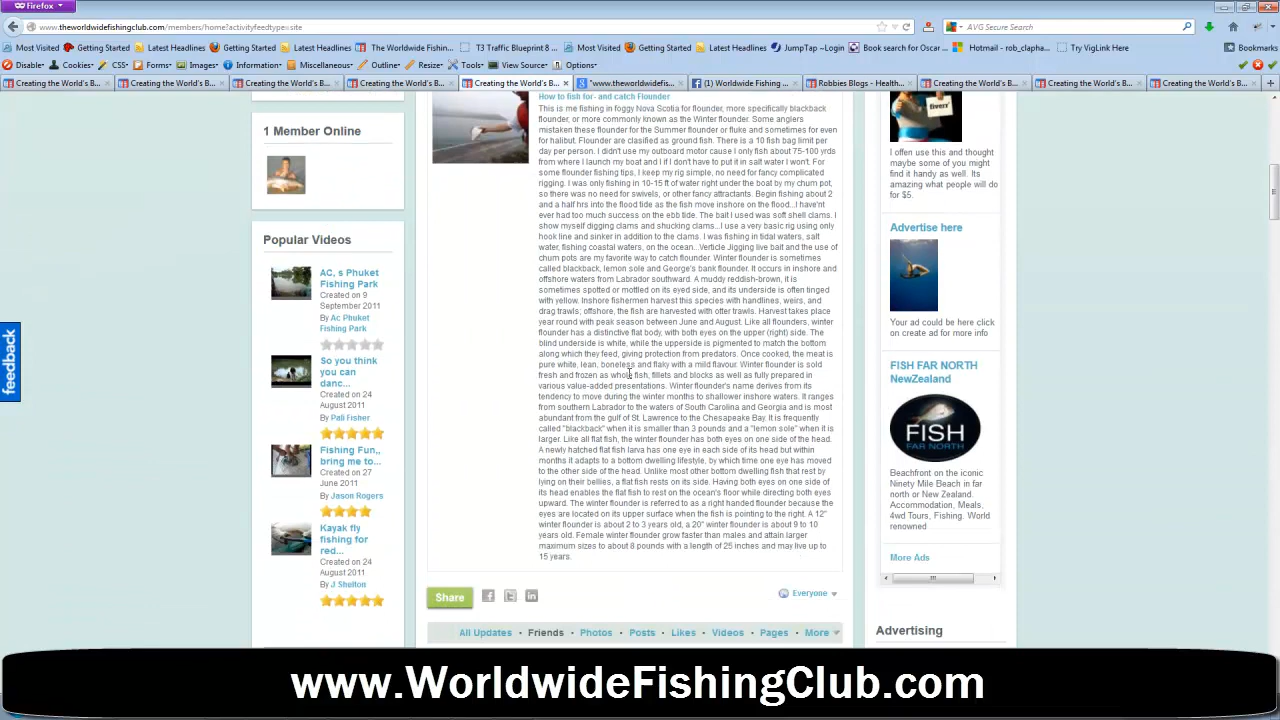 Firefox
www.theworldwidefishingclub.com/members/home?activityfeedtype=site
AVG Secure Search
Most Visited Getting Started Latest Headlines Getting Started Latest Headlines The Worldwide Fishin... T3 Traffic Blueprint 8 ... Most Visited Getting Started Latest Headlines JumpTap ~Login Book search for Oscar ... Hotmail - rob_clapha... Try VigLink Here Bookmarks
Disable Cookies CSS Forms Images Information Miscellaneous Outline Resize Tools View Source Options
Creating the World's B... Creating the World's B... Creating the World's B... Creating the World's B... Creating the World's B... "www.theworldwidefis... (1) Worldwide Fishing ... Robbies Blogs - Health... Creating the World's B... Creating the World's B... Creating the World's B...
1 Member Online
Popular Videos
AC, s Phuket
Fishing Park
Created on 9
September 2011
By Ac Phuket
Fishing Park
So you think
you can
danc...
Created on 24
August 2011
By Pali Fisher
Fishing Fun,,
bring me to...
Created on 27
June 2011
By Jason Rogers
Kayak fly
fishing for
red...
Created on 24
August 2011
By J. Shelton
How to fish for- and catch Flounder
This is me fishing in foggy Nova Scotia for flounder, more specifically blackback
flounder, or more commonly known as the Winter flounder. Some anglers
mistaken these flounder for the Summer flounder or fluke and sometimes for even
for halibut. Flounder are clasified as ground fish. There is a 10 fish bag limit per
day per person. I didn't use my outboard motor cause I only fish about 75-100 yrds
from where I launch my boat and I if I don't have to put it in salt water I won't. For
some flounder fishing tips, I keep my rig simple, no need for fancy complicated
rigging. I was only fishing in 10-15 ft of water right under the boat by my chum pot,
so there was no need for swivels, or other fancy attractants. Begin fishing about 2
and a half hrs into the flood tide as the fish move inshore on the flood...I have'nt
ever had too much success on the ebb tide. The bait I used was soft shell clams. I
show myself digging clams and shucking clams...I use a very basic rig using only
hook line and sinker in addition to the clams. I was fishing in tidal waters, salt
water, fishing coastal waters, on the ocean...Verticle Jigging live bait and the use of
chum pots are my favorite way to catch flounder. Winter flounder is sometimes
called blackback, lemon sole and George's bank flounder. It occurs in inshore and
offshore waters from Labrador southward. A muddy reddish-brown, it is
sometimes spotted or mottled on its eyed side, and its underside is often tinged
with yellow. Inshore fishermen harvest this species with handlines, weirs, and
drag trawls; offshore, the fish are harvested with otter trawls. Harvest takes place
year round with peak season between June and August. Like all flounders, winter
flounder has a distinctive flat body, with both eyes on the upper (right) side. The
blind underside is white, while the upperside is pigmented to match the bottom
along which they feed, giving protection from predators. Once cooked, the meat is
pure white, lean, boneless and flaky with a mild flavour. Winter flounder is sold
fresh and frozen as whole fish, fillets and blocks as well as fully prepared in
various value-added presentations. Winter flounder's name derives from its
tendency to move during the winter months to shallower inshore waters. It ranges
from southern Labrador to the waters of South Carolina and Georgia and is most
abundant from the gulf of St. Lawrence to the Chesapeake Bay. It is frequently
called "blackback" when it is smaller than 3 pounds and a "lemon sole" when it is
larger. Like all flat fish, the winter flounder has both eyes on one side of its head.
A newly hatched flat fish larva has one eye in each side of its head but within
months it adapts to a bottom dwelling lifestyle, by which time one eye has moved
to the other side of the head. Unlike most other bottom dwelling fish that rest by
lying on their bellies, a flat fish rests on its side. Having both eyes on one side of
its head enables the flat fish to rest on the ocean's floor while directing both eyes
upward. The winter flounder is referred to as a right handed flounder because the
eyes are located on its upper surface when the fish is pointing to the right. A 12"
winter flounder is about 2 to 3 years old, a 20" winter flounder is about 9 to 10
years old. Female winter flounder grow faster than males and attain larger
maximum sizes to about 8 pounds with a length of 25 inches and may live up to
15 years.
Share Everyone
All Updates • Friends • Photos • Posts • Likes • Videos • Pages • More
fiverr
I offen use this and thought
maybe some of you might
find it handy as well. Its
amazing what people will do
for $5.
Advertise here
Your ad could be here click
on create ad for more info
FISH FAR NORTH
NewZealand
FISH
FAR NORTH
Beachfront on the iconic
Ninety Mile Beach in far
north or New Zealand.
Accommodation, Meals,
4wd Tours, Fishing. World
renowned
More Ads
Advertising
feedback
www.WorldwideFishingClub.com